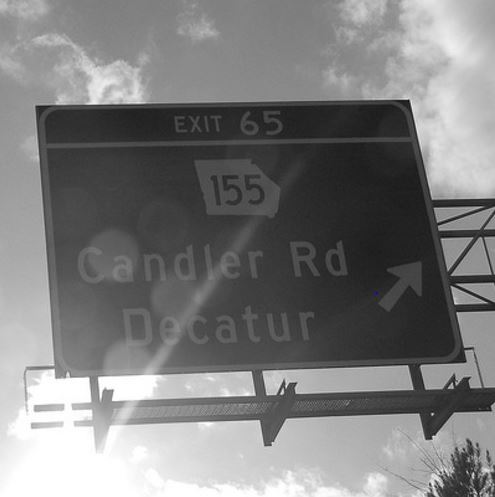 EXIT 65
155
Candler Rd
Decatur